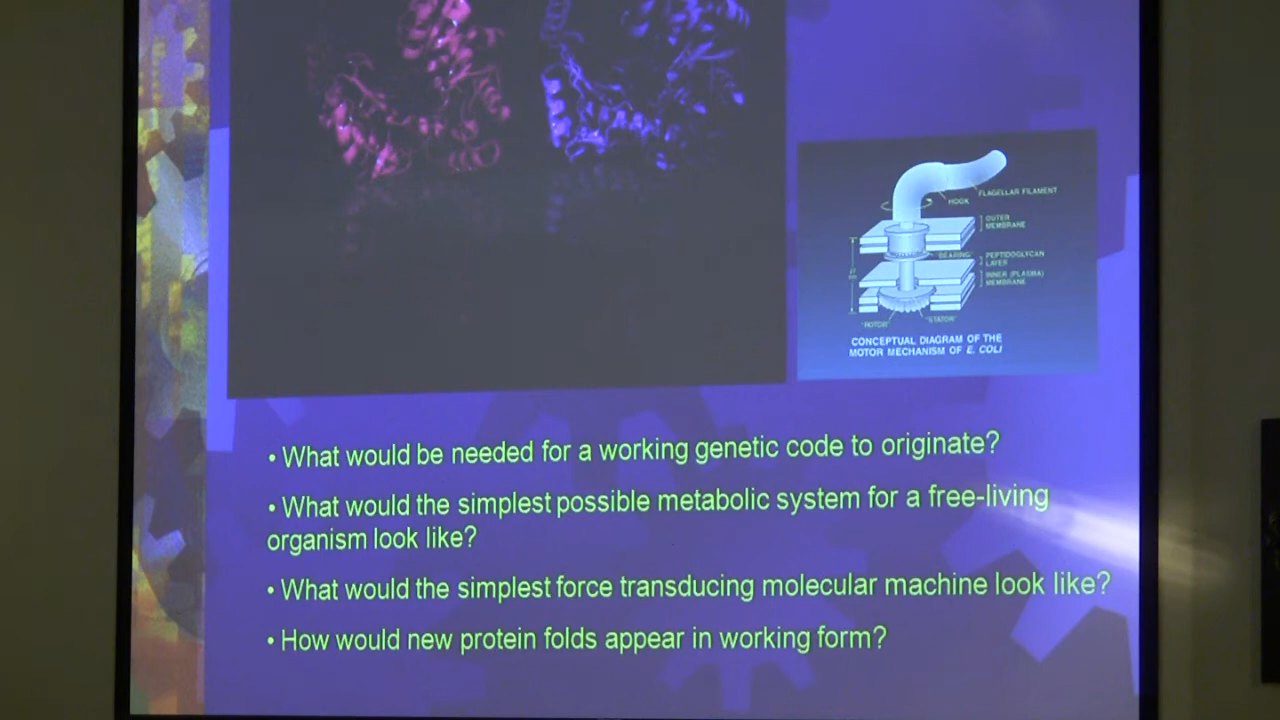 FLAGELLAR FILAMENT
HOOK
OUTER
MEMBRANE
"BEARING"
PEPTIDOGLYCAN
LAYER
INNER (PLASMA)
MEMBRANE
"ROTOR"
"STATOR"
CONCEPTUAL DIAGRAM OF THE
MOTOR MECHANISM OF E. COLI
• What would be needed for a working genetic code to originate?
• What would the simplest possible metabolic system for a free-living
organism look like?
• What would the simplest force transducing molecular machine look like?
• How would new protein folds appear in working form?